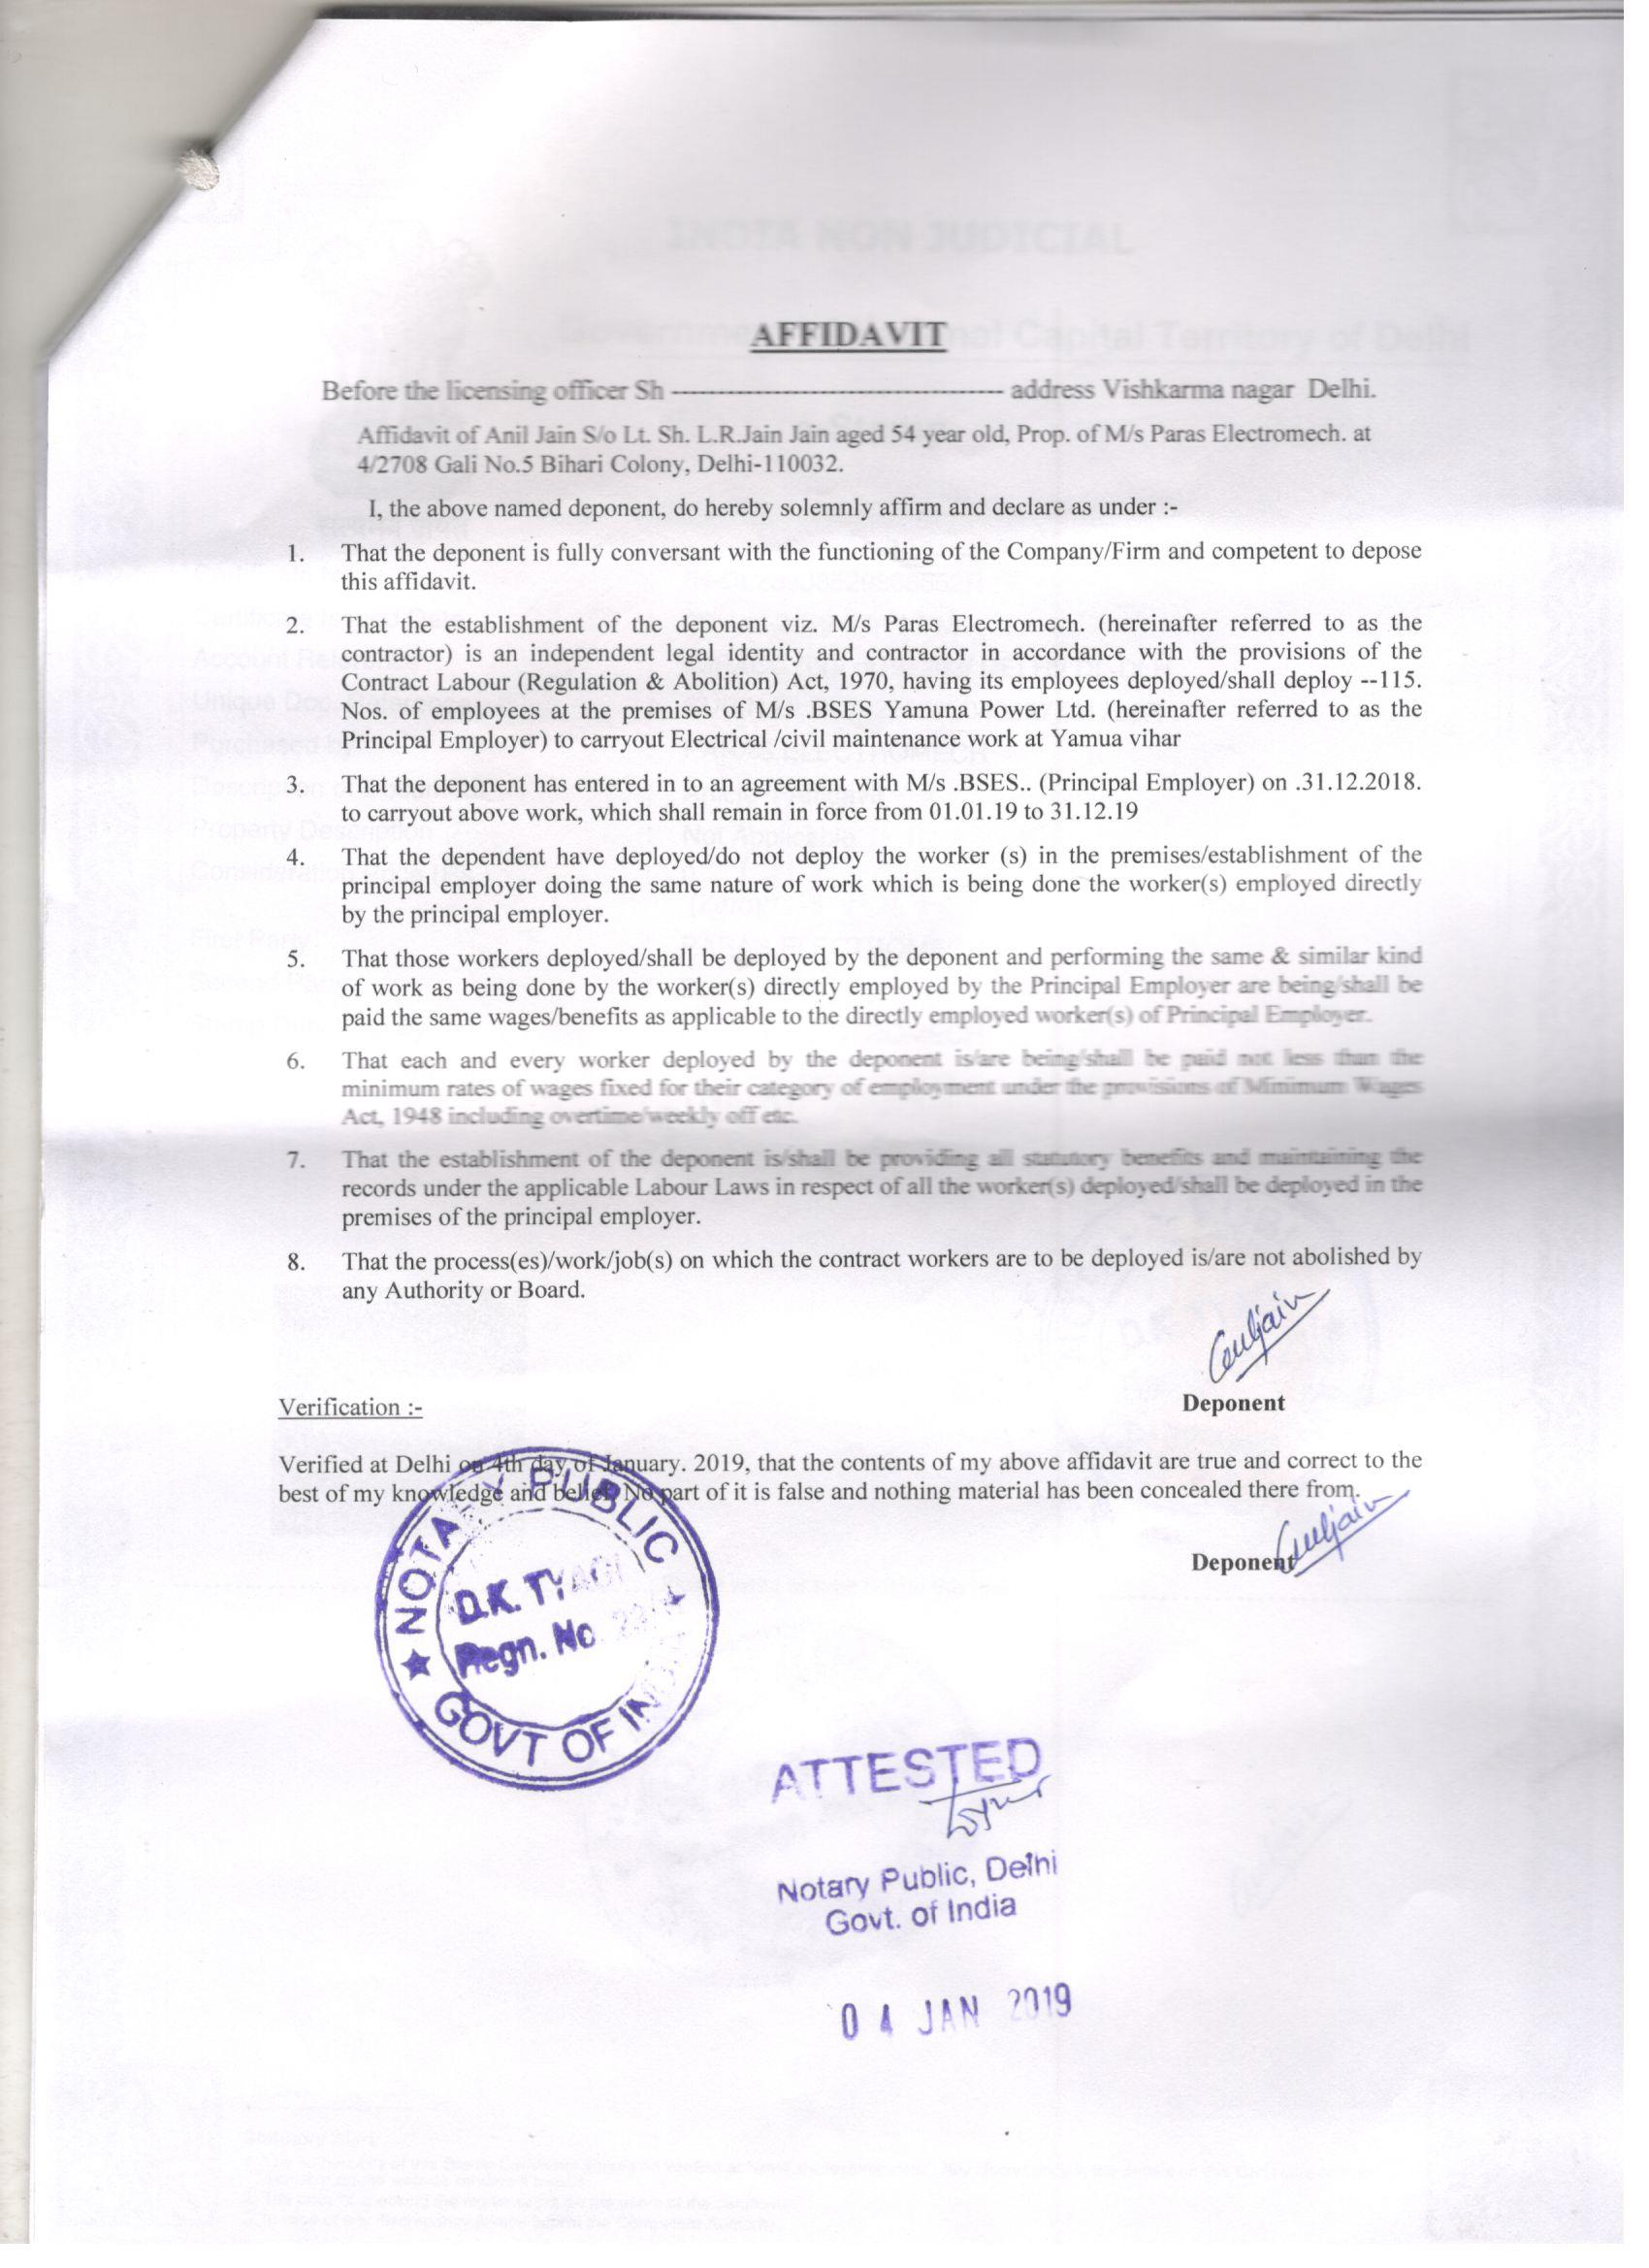 INDIA NON JUDICIAL
AFFIDAVIT
Before the licensing officer Sh ------------------------------------ address Vishkarma nagar Delhi.
Affidavit of Anil Jain S/o Lt. Sh. L.R.Jain Jain aged 54 year old, Prop. of M/s Paras Electromech. at
4/2708 Gali No.5 Bihari Colony, Delhi-110032.
I, the above named deponent, do hereby solemnly affirm and declare as under :-
1. That the deponent is fully conversant with the functioning of the Company/Firm and competent to depose
this affidavit.
2. That the establishment of the deponent viz. M/s Paras Electromech. (hereinafter referred to as the
contractor) is an independent legal identity and contractor in accordance with the provisions of the
Contract Labour (Regulation & Abolition) Act, 1970, having its employees deployed/shall deploy --115.
Nos. of employees at the premises of M/s .BSES Yamuna Power Ltd. (hereinafter referred to as the
Principal Employer) to carryout Electrical /civil maintenance work at Yamua vihar
3. That the deponent has entered in to an agreement with M/s .BSES.. (Principal Employer) on .31.12.2018.
to carryout above work, which shall remain in force from 01.01.19 to 31.12.19
4. That the dependent have deployed/do not deploy the worker (s) in the premises/establishment of the
principal employer doing the same nature of work which is being done the worker(s) employed directly
by the principal employer.
5. That those workers deployed/shall be deployed by the deponent and performing the same & similar kind
of work as being done by the worker(s) directly employed by the Principal Employer are being/shall be
paid the same wages/benefits as applicable to the directly employed worker(s) of Principal Employer.
6. That each and every worker deployed by the deponent is/are being/shall be paid not less than the
minimum rates of wages fixed for their category of employment under the provisions of Minimum Wages
Act, 1948 including overtime/weekly off etc.
7. That the establishment of the deponent is/shall be providing all statutory benefits and maintaining the
records under the applicable Labour Laws in respect of all the worker(s) deployed/shall be deployed in the
premises of the principal employer.
8. That the process(es)/work/job(s) on which the contract workers are to be deployed is/are not abolished by
any Authority or Board.
Deponent
Verification :-
Verified at Delhi on 4th day of January. 2019, that the contents of my above affidavit are true and correct to the
best of my knowledge and belief. No part of it is false and nothing material has been concealed there from.
Deponent
NOTARY PUBLIC
D.K. TYAGI
Regn. No.
GOVT OF INDIA
ATTESTED
Notary Public, Delhi
Govt. of India
04 JAN 2019